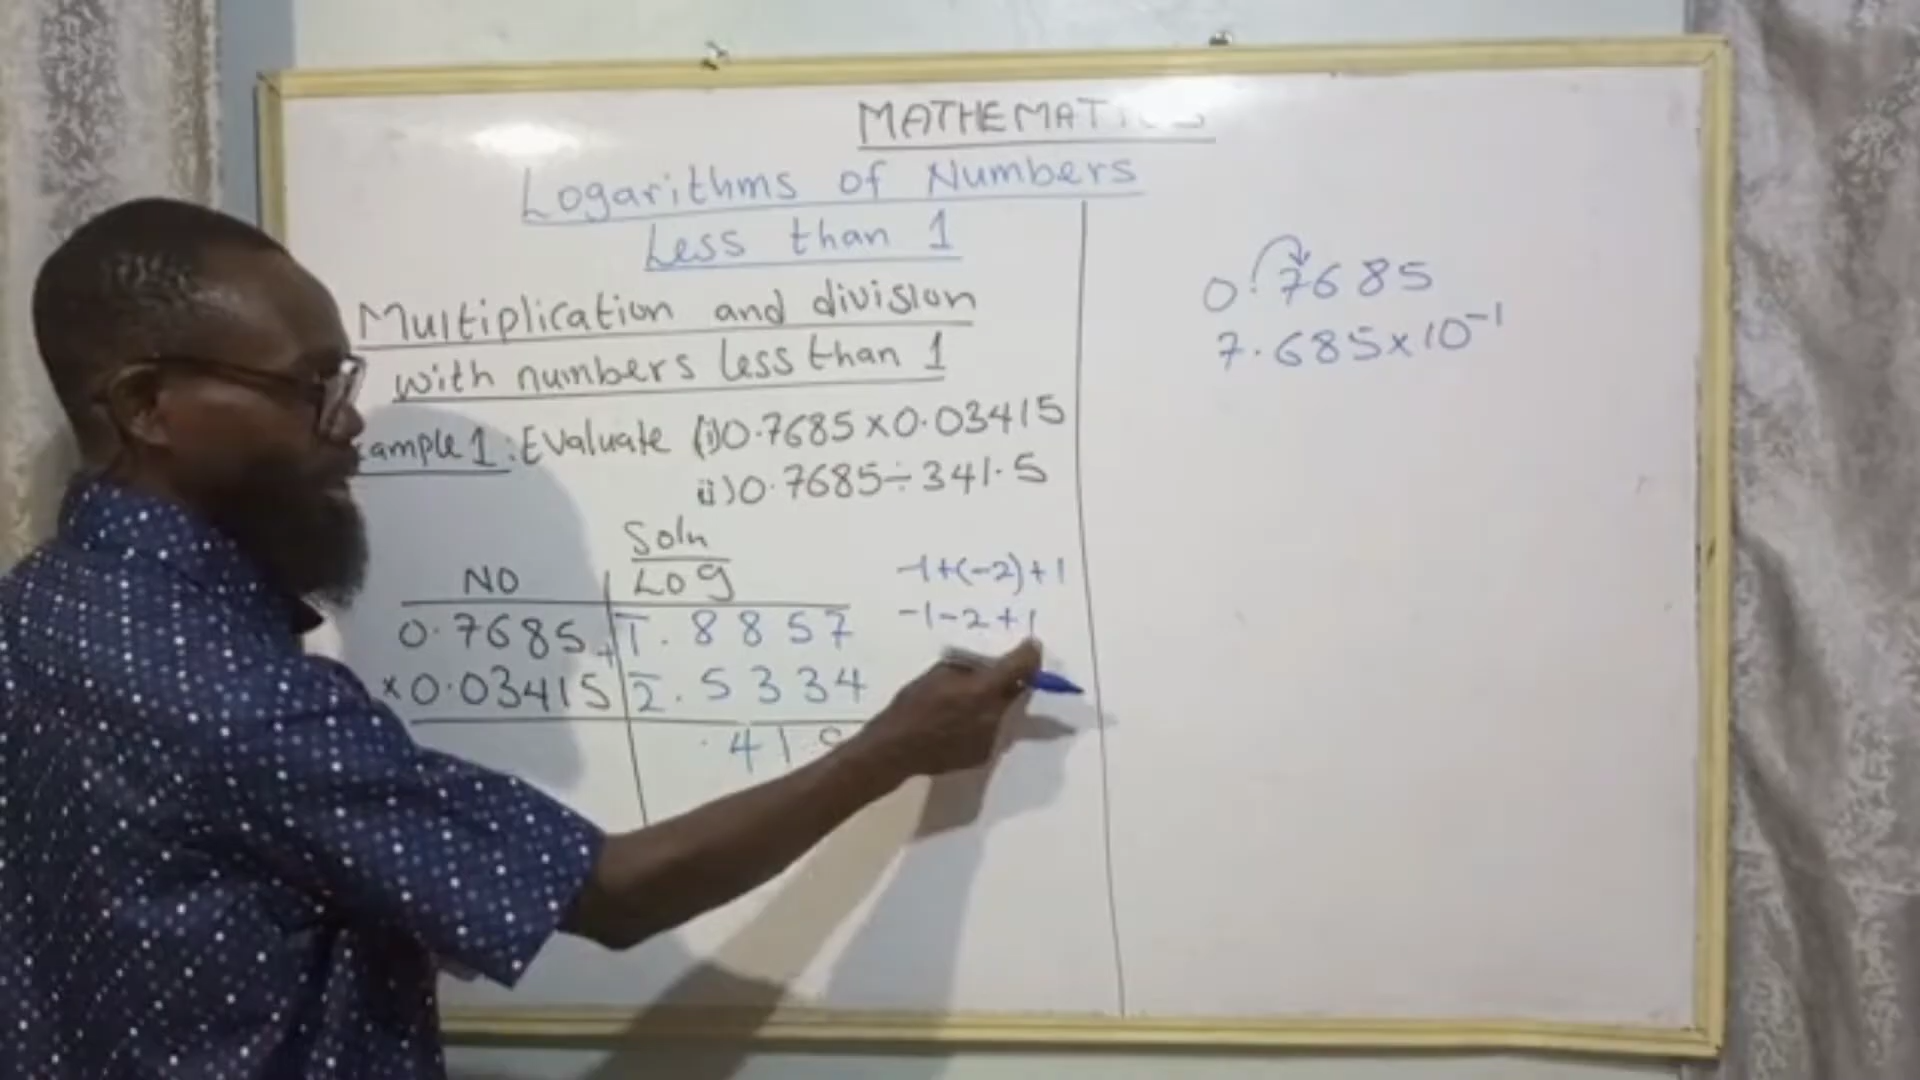 MATHEMATICS
Logarithms of Numbers
Less than 1
Multiplication and division
with numbers less than 1
Example 1: Evaluate (i) 0.7685 × 0.03415
ii) 0.7685 ÷ 341.5
Soln
NO Log
0.7685 + 1̅.8857
× 0.03415 2̅.5334
.41
-1+(-2)+1
-1-2+1
0.7685
7.685×10⁻¹